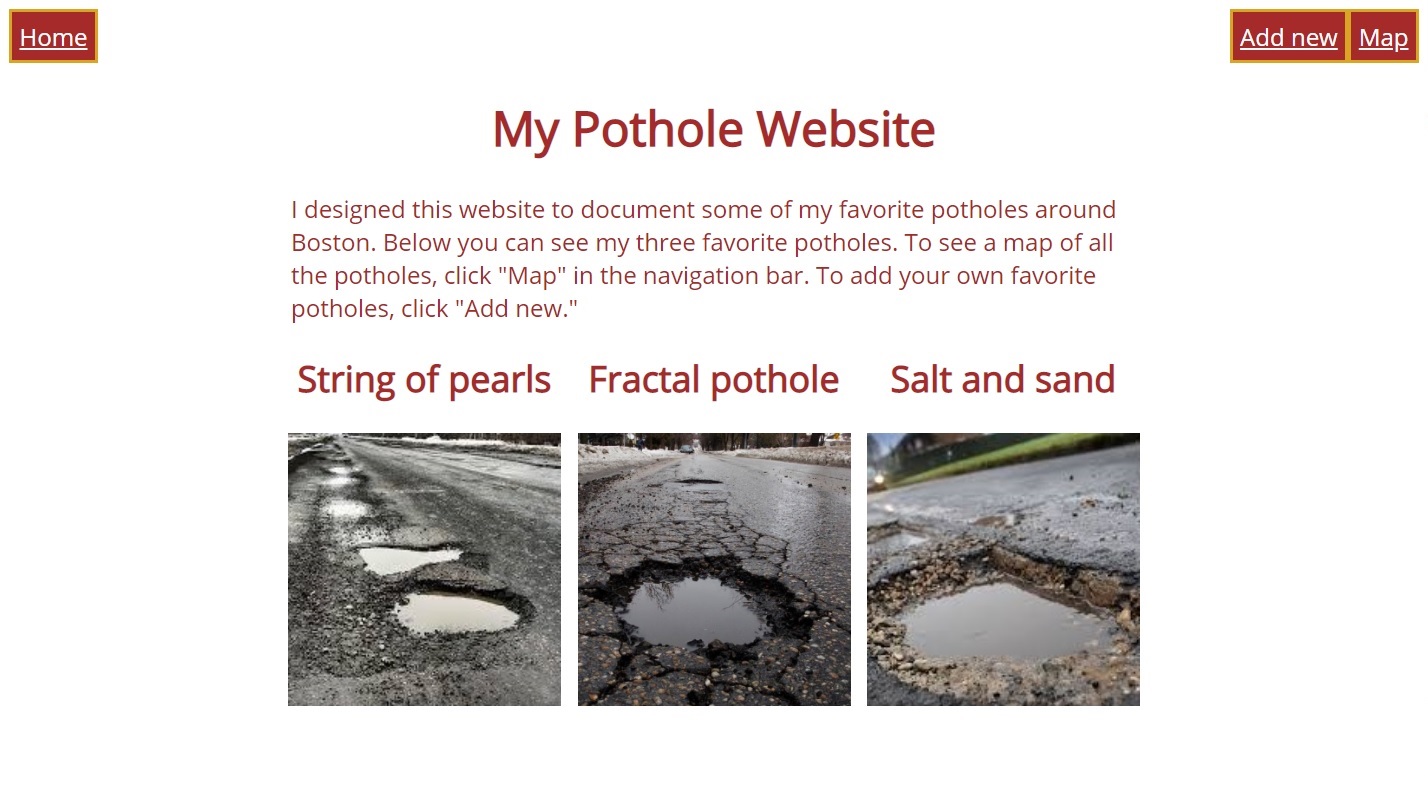 Home
Add new
Map
My Pothole Website
I designed this website to document some of my favorite potholes around
Boston. Below you can see my three favorite potholes. To see a map of all
the potholes, click "Map" in the navigation bar. To add your own favorite
potholes, click "Add new."
String of pearls
Fractal pothole
Salt and sand